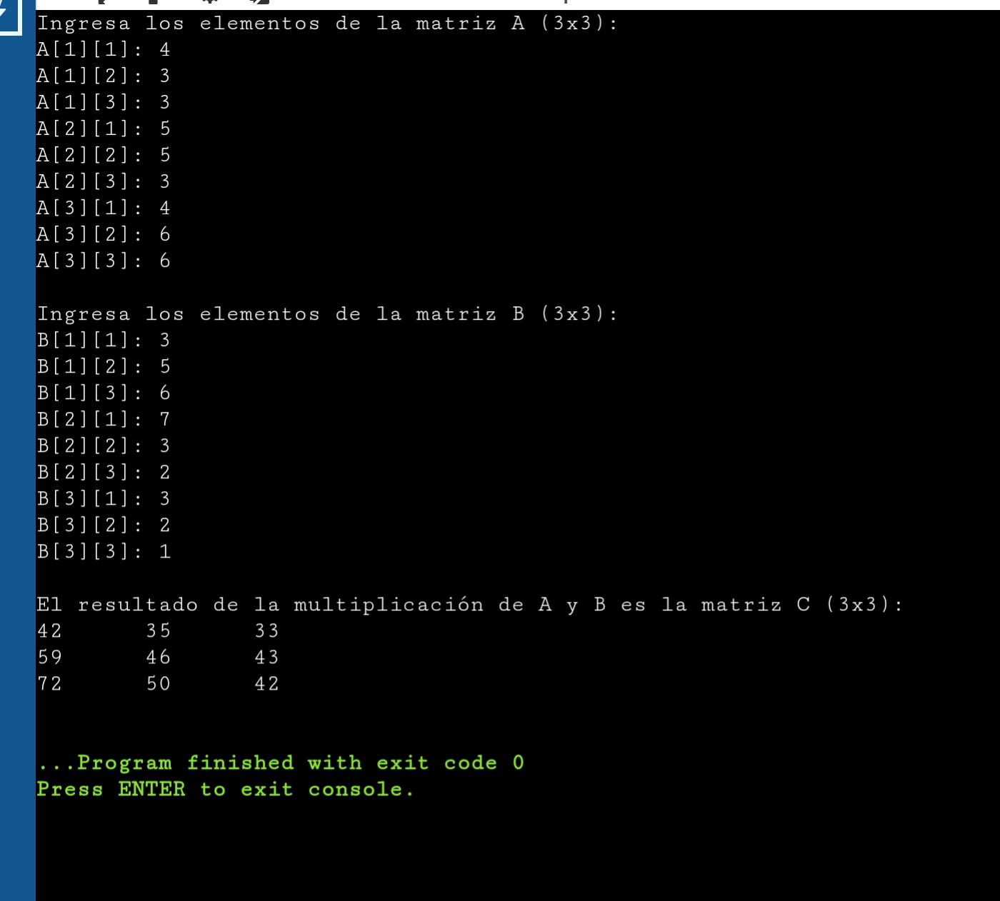 Ingresa los elementos de la matriz A (3x3):
A[1][1]: 4
A[1][2]: 3
A[1][3]: 3
A[2][1]: 5
A[2][2]: 5
A[2][3]: 3
A[3][1]: 4
A[3][2]: 6
A[3][3]: 6
Ingresa los elementos de la matriz B (3x3):
B[1][1]: 3
B[1][2]: 5
B[1][3]: 6
B[2][1]: 7
B[2][2]: 3
B[2][3]: 2
B[3][1]: 3
B[3][2]: 2
B[3][3]: 1
El resultado de la multiplicación de A y B es la matriz C (3x3):
42 35 33
59 46 43
72 50 42
...Program finished with exit code 0
Press ENTER to exit console.